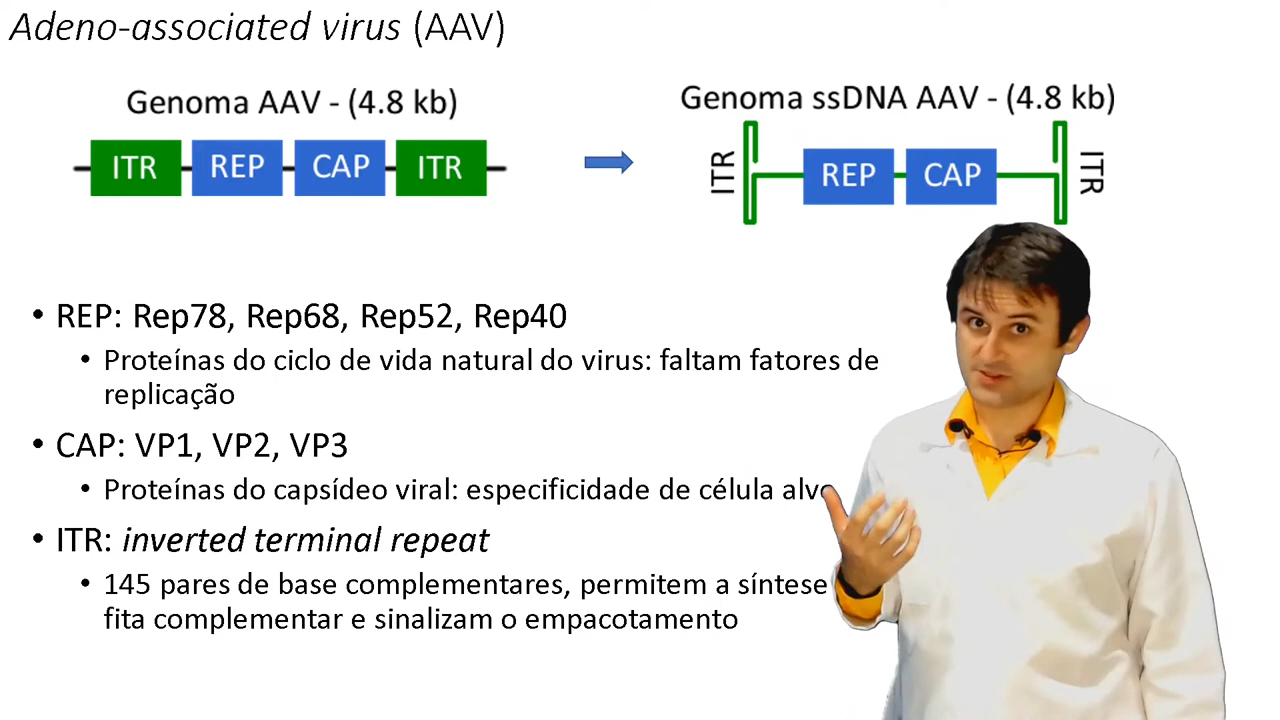 Adeno-associated virus (AAV)
Genoma AAV - (4.8 kb)
ITR REP CAP ITR
Genoma ssDNA AAV - (4.8 kb)
ITR REP CAP ITR
• REP: Rep78, Rep68, Rep52, Rep40
• Proteínas do ciclo de vida natural do virus: faltam fatores de
replicação
• CAP: VP1, VP2, VP3
• Proteínas do capsídeo viral: especificidade de célula alvo
• ITR: inverted terminal repeat
• 145 pares de base complementares, permitem a síntese
fita complementar e sinalizam o empacotamento